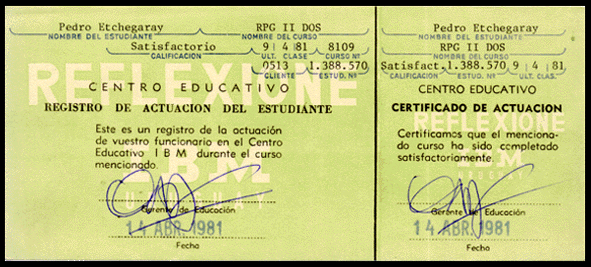 Pedro Etchegaray RPG II DOS
NOMBRE DEL ESTUDIANTE NOMBRE DEL CURSO
Satisfactorio 9 4 81 8109
CALIFICACION ULT. CLASE CURSO Nº
0513 1.388.570
CLIENTE ESTUD. Nº
REFLEXIONE
CENTRO EDUCATIVO
REGISTRO DE ACTUACION DEL ESTUDIANTE
Este es un registro de la actuación
de vuestro funcionario en el Centro
Educativo IBM durante el curso
mencionado.
IBM
URUGUAY
Gerente de Educación
14 ABR. 1981
Fecha
Pedro Etchegaray
NOMBRE DEL ESTUDIANTE
RPG II DOS
NOMBRE DEL CURSO
Satisfact. 1.388.570 9 4 81
CALIFICACION ESTUD. Nº ULT. CLAS.
CENTRO EDUCATIVO
CERTIFICADO DE ACTUACION
REFLEXIONE
Certificamos que el menciona-
do curso ha sido completado
satisfactoriamente.
IBM
URUGUAY
Gerente de Educación
14 ABR. 1981
Fecha